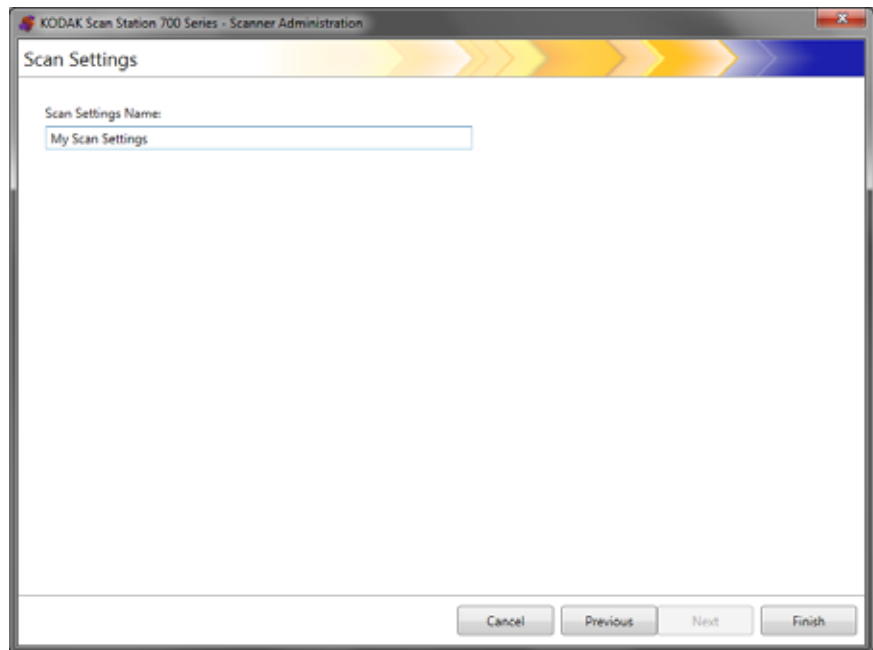 KODAK Scan Station 700 Series - Scanner Administration
Scan Settings
Scan Settings Name:
My Scan Settings
Cancel Previous Next Finish